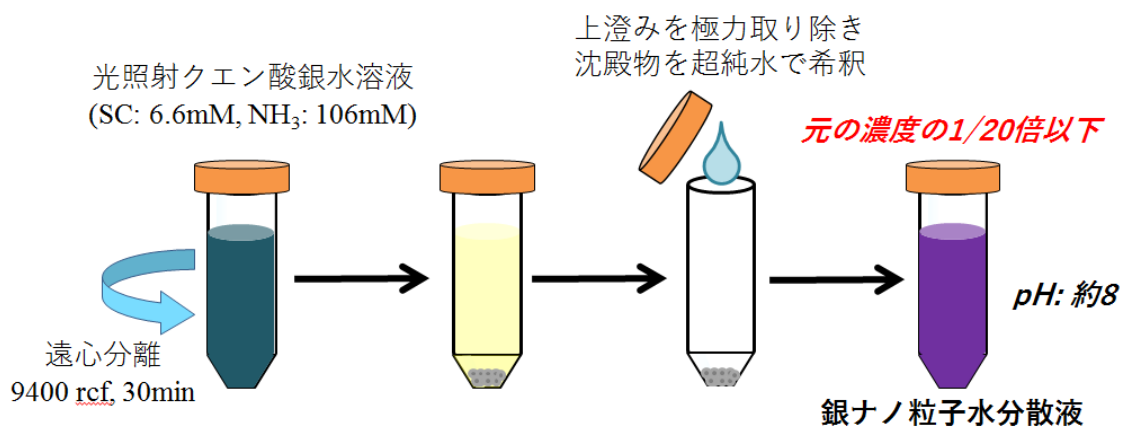 光照射クエン酸銀水溶液
(SC: 6.6mM, NH₃: 106mM)
遠心分離
9400 rcf, 30min
上澄みを極力取り除き
沈殿物を超純水で希釈
元の濃度の1/20倍以下
pH: 約8
銀ナノ粒子水分散液